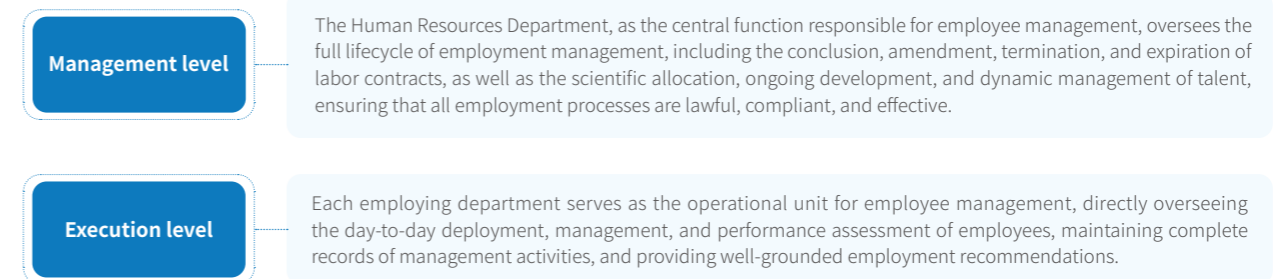 Management level
The Human Resources Department, as the central function responsible for employee management, oversees the
full lifecycle of employment management, including the conclusion, amendment, termination, and expiration of
labor contracts, as well as the scientific allocation, ongoing development, and dynamic management of talent,
ensuring that all employment processes are lawful, compliant, and effective.
Execution level
Each employing department serves as the operational unit for employee management, directly overseeing
the day-to-day deployment, management, and performance assessment of employees, maintaining complete
records of management activities, and providing well-grounded employment recommendations.